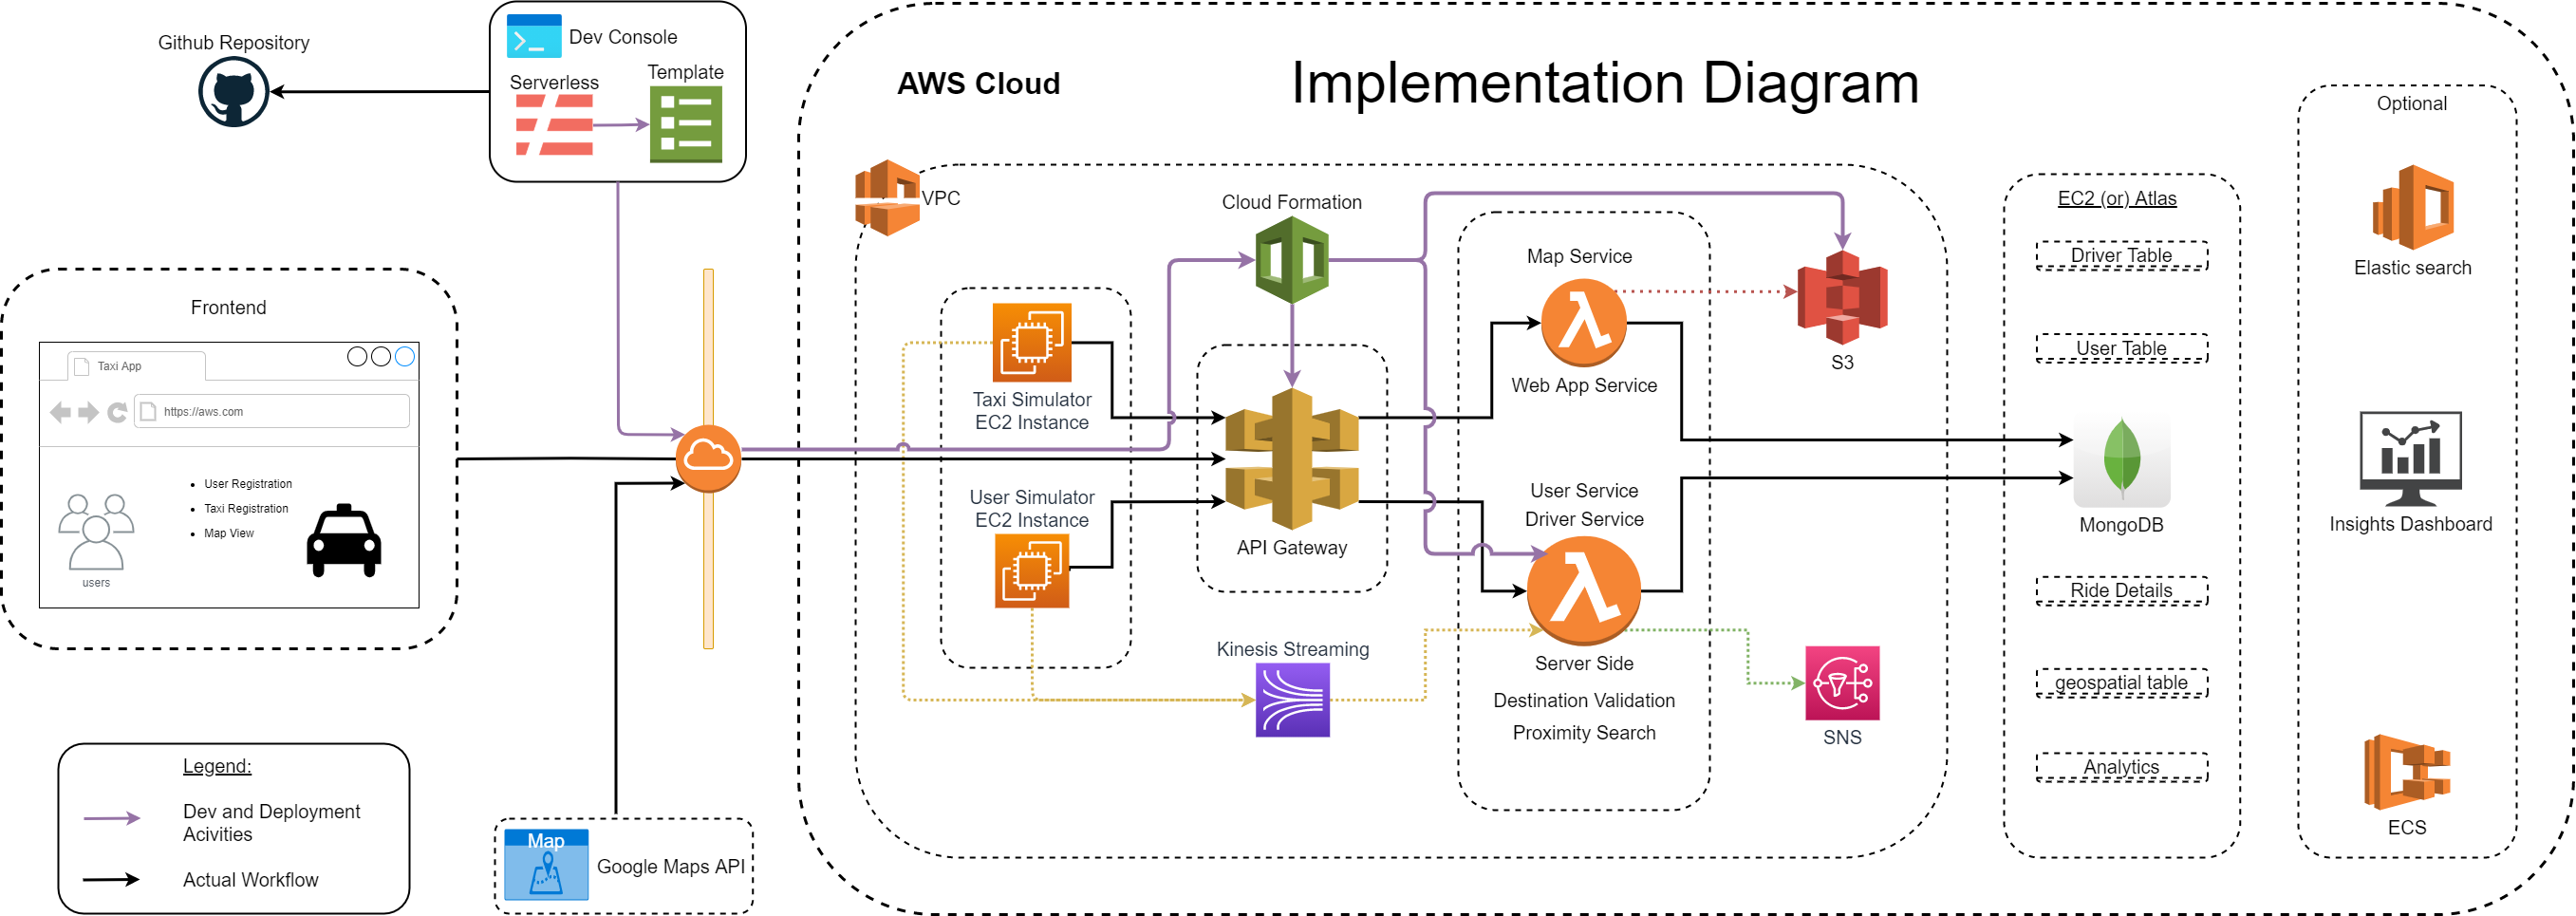 Github Repository
Dev Console
Serverless
Template
AWS Cloud
Implementation Diagram
Optional
VPC
Cloud Formation
EC2 (or) Atlas
Driver Table
User Table
Map Service
Web App Service
S3
Elastic search
Frontend
Taxi App
https://aws.com
User Registration
Taxi Registration
Map View
users
Taxi Simulator
EC2 Instance
User Simulator
EC2 Instance
API Gateway
User Service
Driver Service
Server Side
Destination Validation
Proximity Search
Kinesis Streaming
SNS
MongoDB
Ride Details
geospatial table
Analytics
Insights Dashboard
ECS
Legend:
Dev and Deployment
Acivities
Actual Workflow
Map
Google Maps API